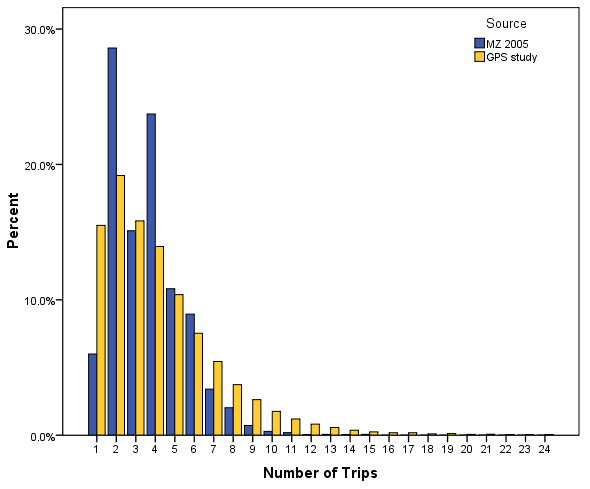 Source
MZ 2005
GPS study
30.0%
20.0%
10.0%
0.0%
Percent
1 2 3 4 5 6 7 8 9 10 11 12 13 14 15 16 17 18 19 20 21 22 23 24
Number of Trips